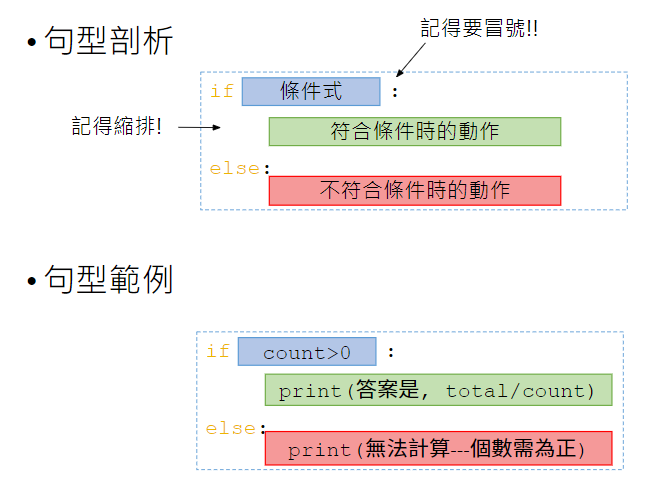 記得要冒號!!
• 句型剖析
if 條件式 :
記得縮排!
符合條件時的動作
else:
不符合條件時的動作
• 句型範例
if count>0 :
print(答案是, total/count)
else:
print(無法計算---個數需為正)